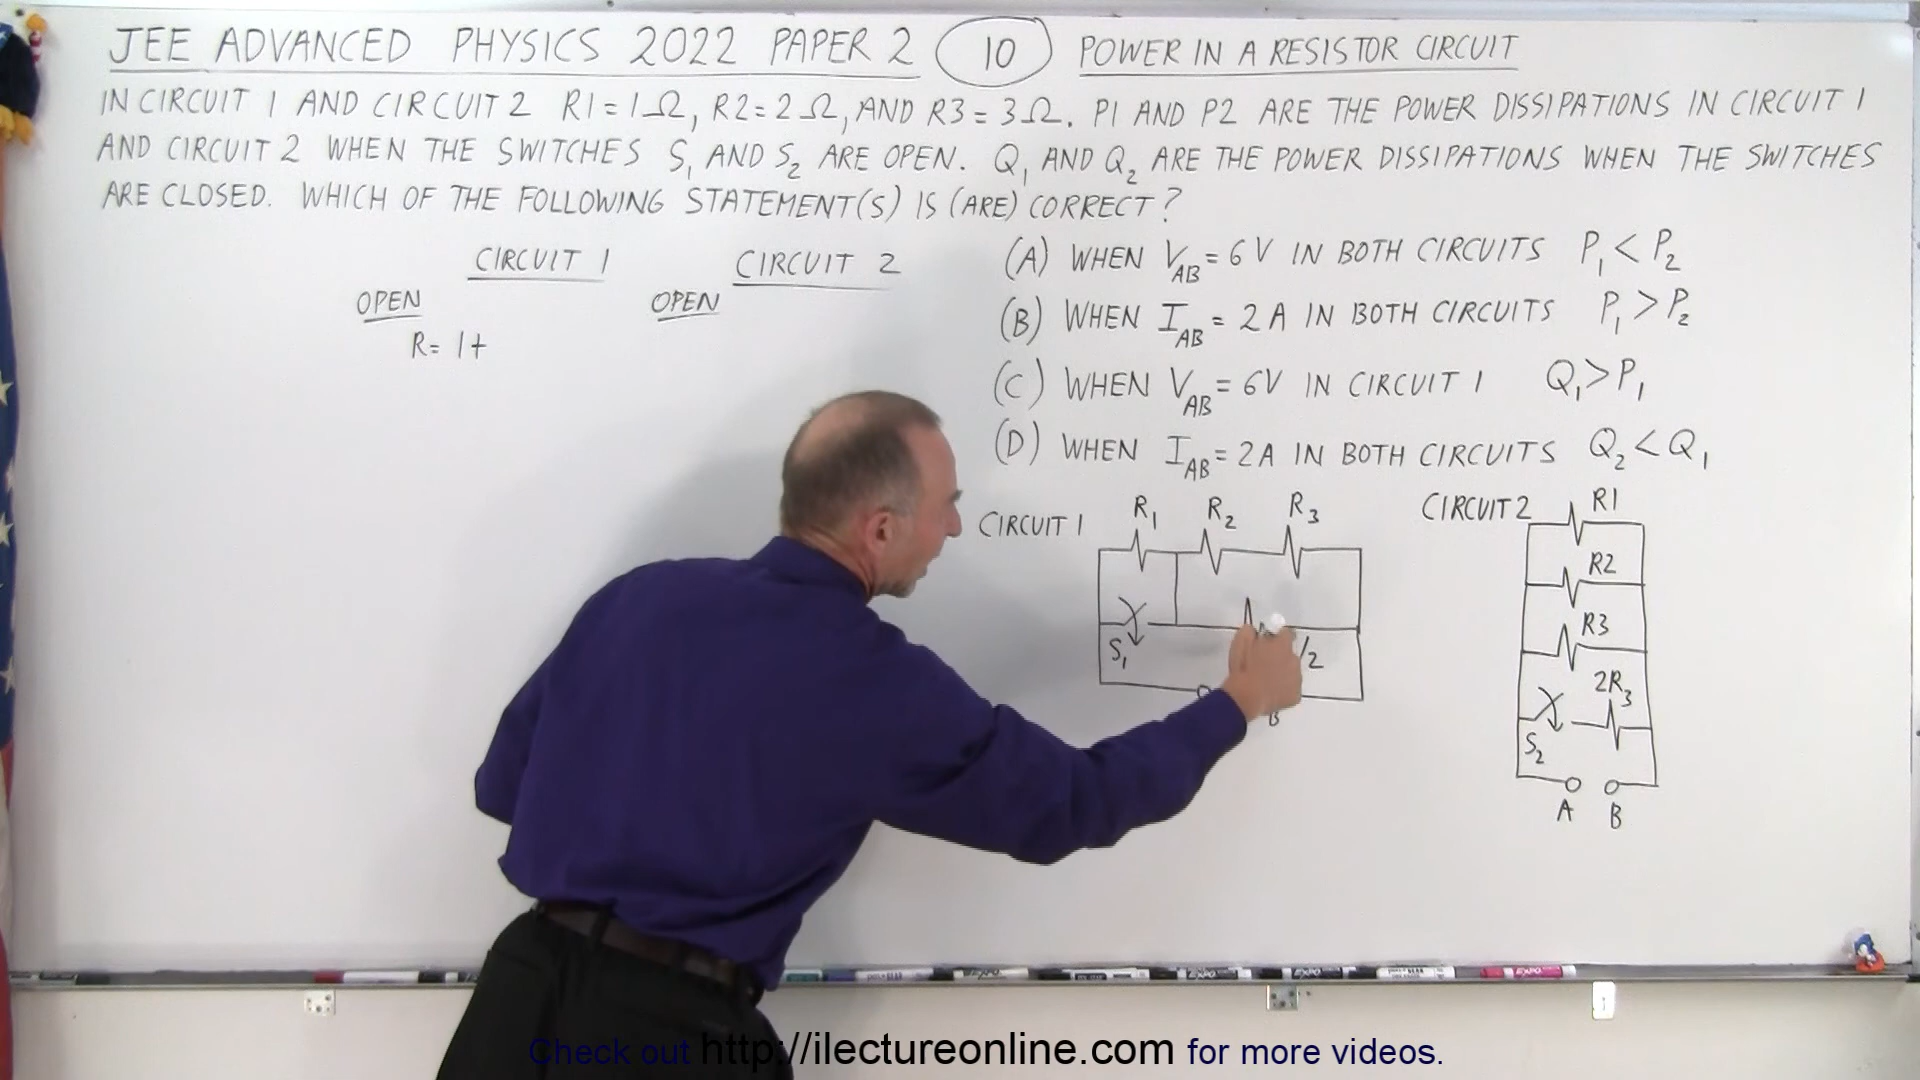 JEE ADVANCED PHYSICS 2022 PAPER 2 10 POWER IN A RESISTOR CIRCUIT
IN CIRCUIT 1 AND CIRCUIT 2 R1=1Ω, R2=2Ω, AND R3=3Ω. P1 AND P2 ARE THE POWER DISSIPATIONS IN CIRCUIT 1
AND CIRCUIT 2 WHEN THE SWITCHES S₁ AND S₂ ARE OPEN. Q₁ AND Q₂ ARE THE POWER DISSIPATIONS WHEN THE SWITCHES
ARE CLOSED. WHICH OF THE FOLLOWING STATEMENT(S) IS (ARE) CORRECT?
CIRCUIT 1
CIRCUIT 2
OPEN
OPEN
R= 1+
(A) WHEN V_AB = 6V IN BOTH CIRCUITS P₁ < P₂
(B) WHEN I_AB = 2A IN BOTH CIRCUITS P₁ > P₂
(C) WHEN V_AB = 6V IN CIRCUIT 1 Q₁ > P₁
(D) WHEN I_AB = 2A IN BOTH CIRCUITS Q₂ < Q₁
CIRCUIT 1
R₁ R₂ R₃
S₁
/2
B
CIRCUIT 2
R1
R2
R3
2R₃
S₂
A B
Check out http://ilectureonline.com for more videos.